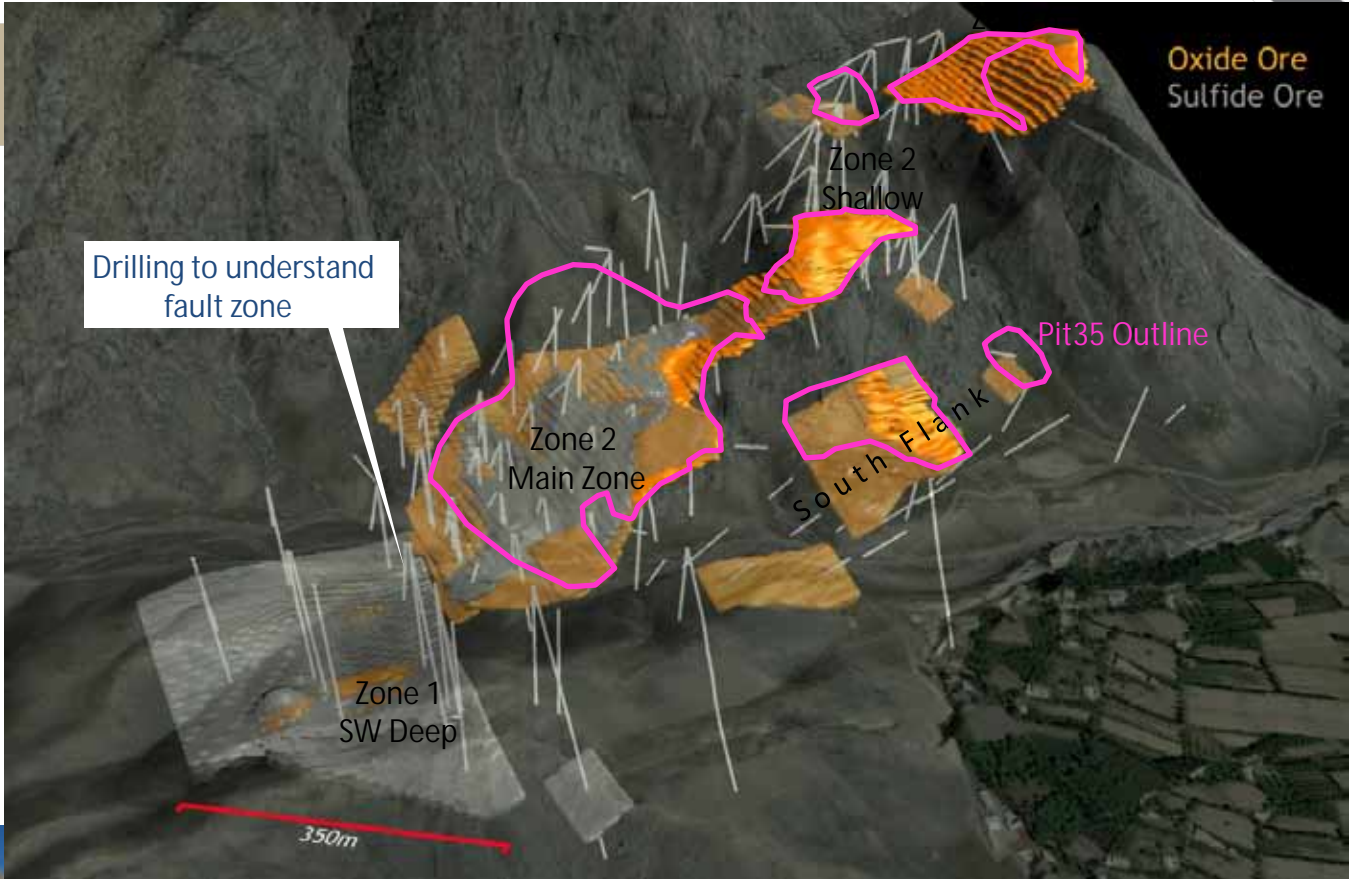 Oxide Ore
Sulfide Ore
Zone 2
Shallow
Drilling to understand
fault zone
Pit35 Outline
South Flank
Zone 2
Main Zone
Zone 1
SW Deep
350m